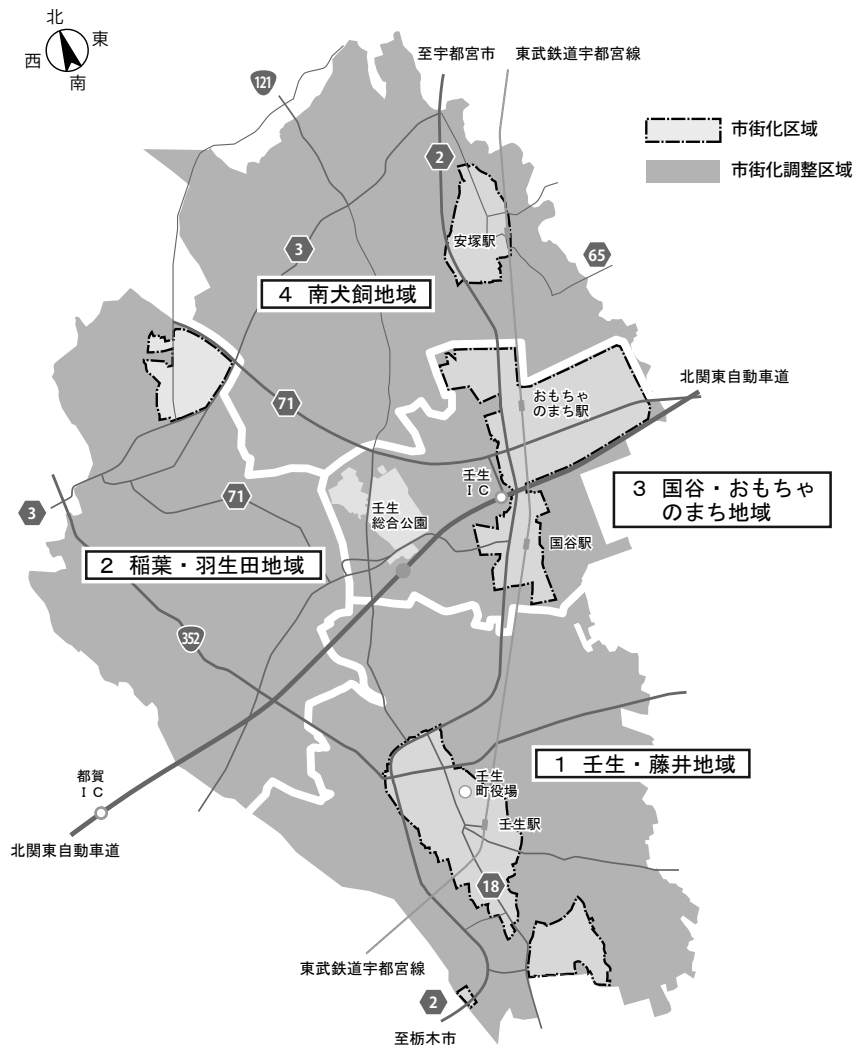 北
東
西
南
至宇都宮市
東武鉄道宇都宮線
市街化区域
市街化調整区域
121
2
安塚駅
3
65
4 南犬飼地域
北関東自動車道
おもちゃ
のまち駅
71
壬生
IC
3 国谷・おもちゃ
のまち地域
71
壬生
総合公園
3
国谷駅
2 稲葉・羽生田地域
352
1 壬生・藤井地域
都賀
IC
壬生
町役場
壬生駅
北関東自動車道
18
東武鉄道宇都宮線
2
至栃木市